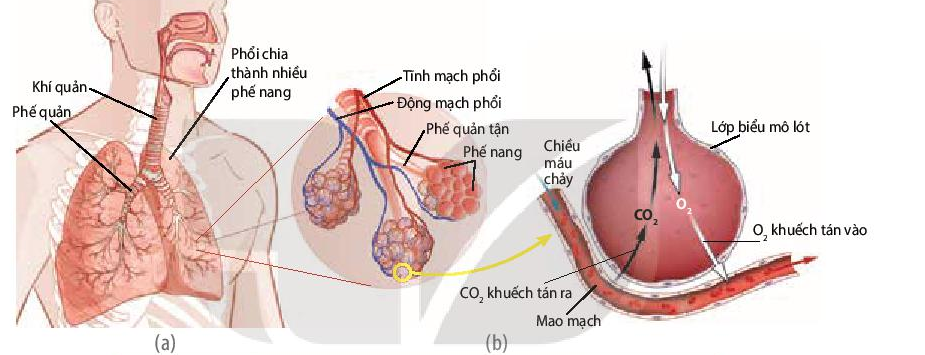 Khí quản
Phế quản
Phổi chia
thành nhiều
phế nang
Tĩnh mạch phổi
Động mạch phổi
Phế quản tận
Phế nang
Chiều
máu
chảy
Lớp biểu mô lót
CO2
O2
O2 khuếch tán vào
CO2 khuếch tán ra
Mao mạch
(a)
(b)